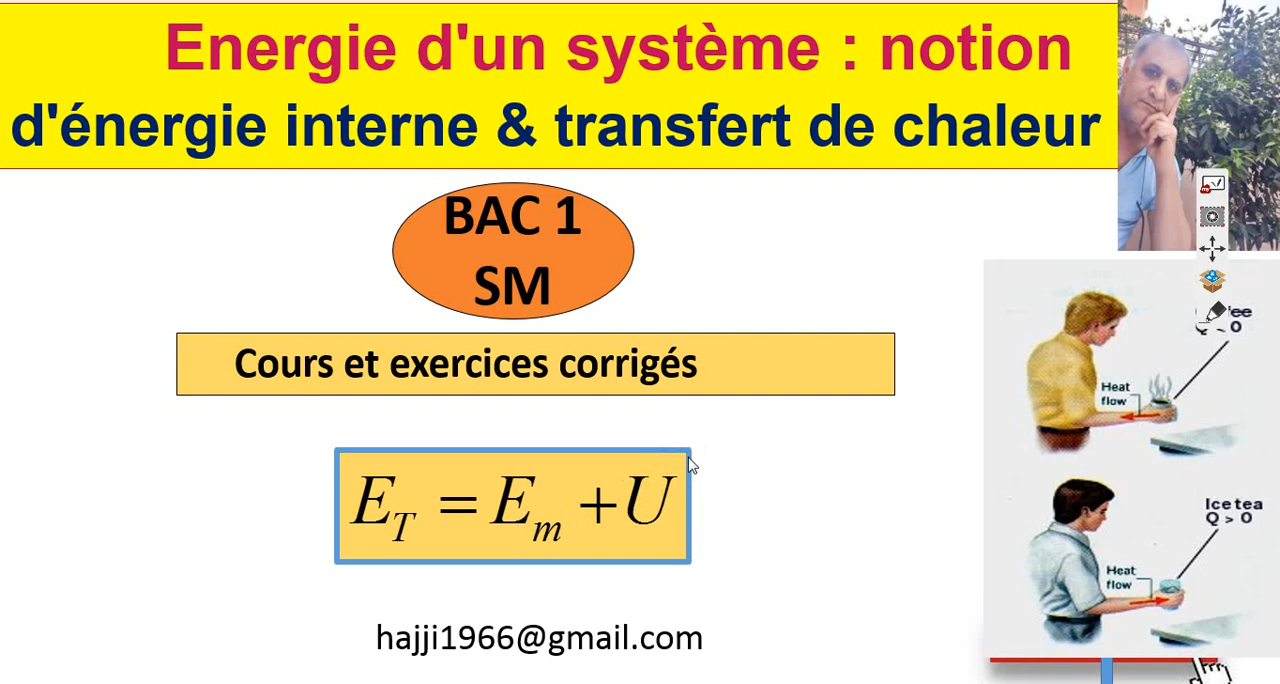 Energie d'un système : notion
d'énergie interne & transfert de chaleur
BAC 1
SM
Cours et exercices corrigés
E_T = E_m + U
hajji1966@gmail.com
Heat
flow
Ice tea
Q > 0
Heat
flow